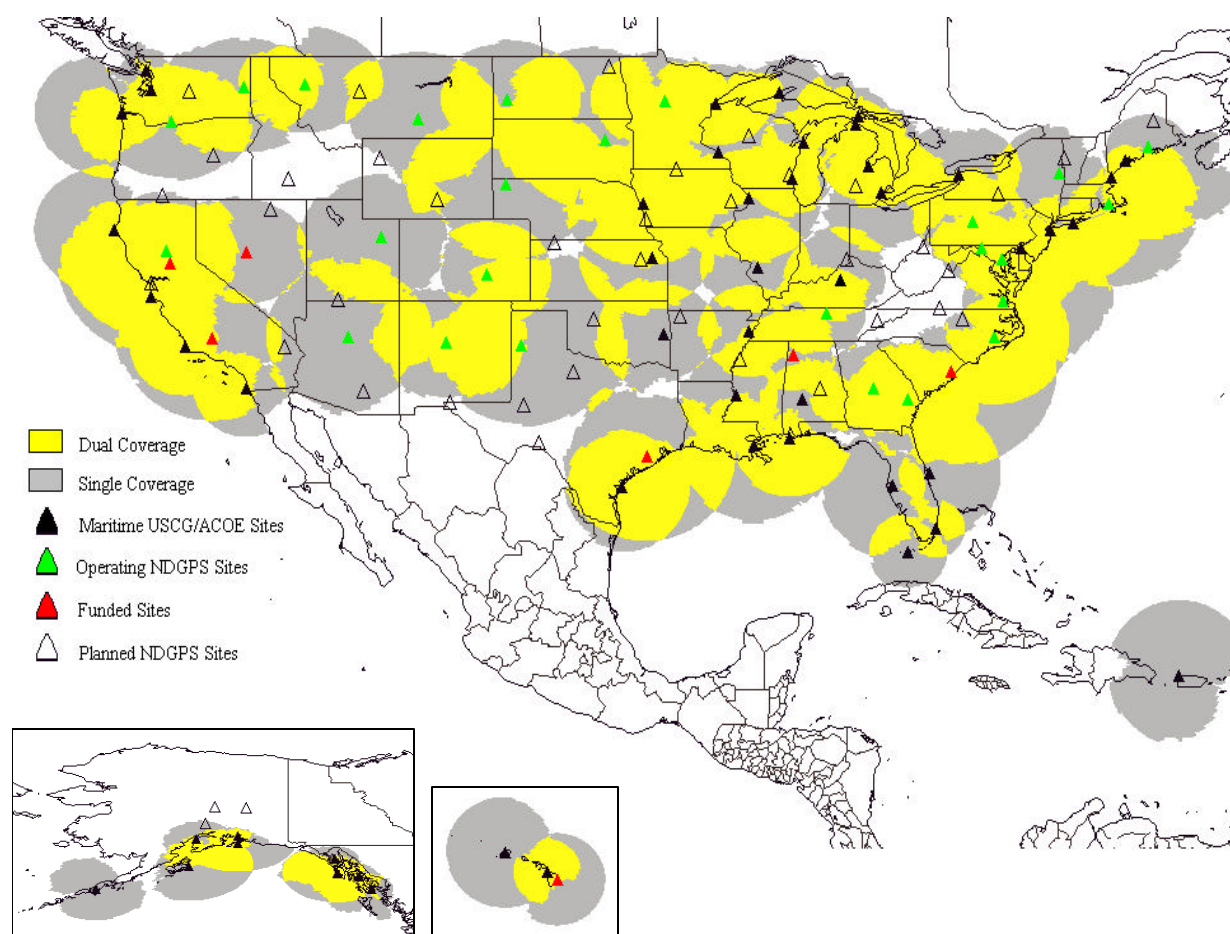 Dual Coverage
Single Coverage
Maritime USCG/ACOE Sites
Operating NDGPS Sites
Funded Sites
Planned NDGPS Sites